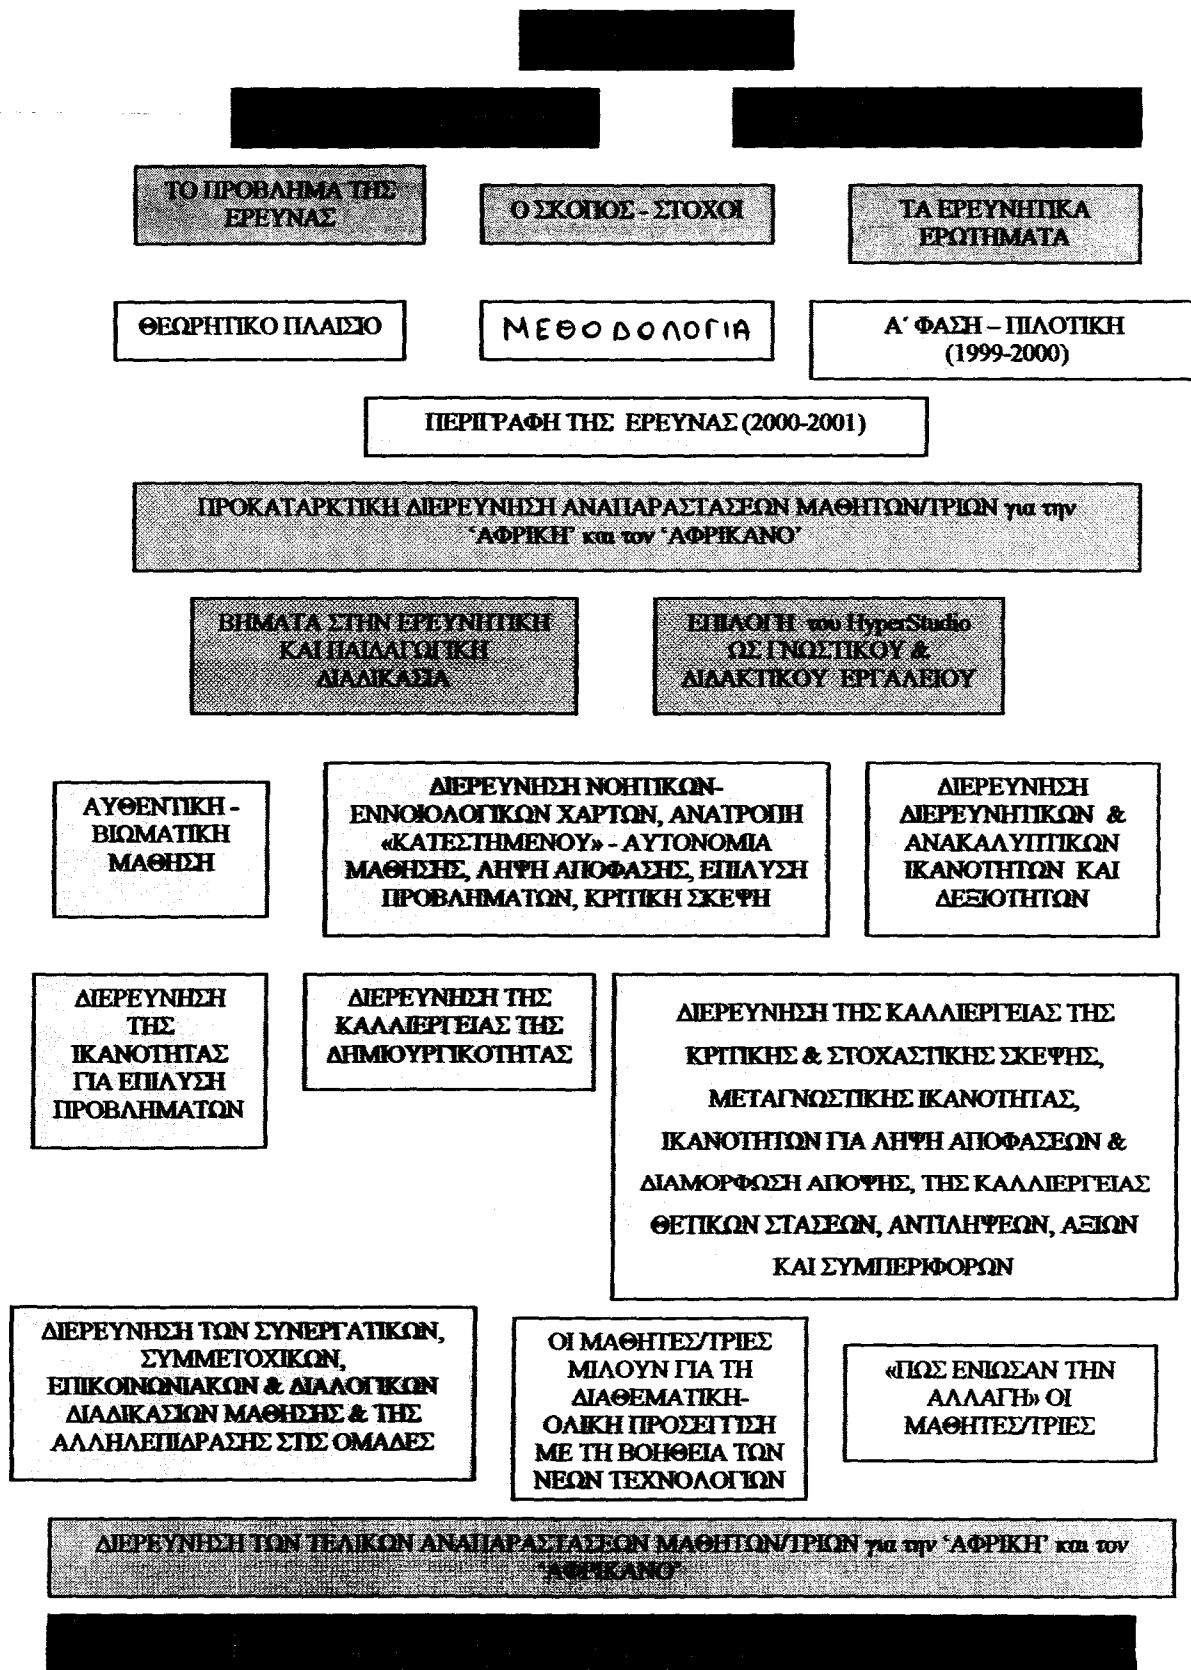 ΤΟ ΠΡΟΒΛΗΜΑ ΤΗΣ
ΕΡΕΥΝΑΣ
Ο ΣΚΟΠΟΣ - ΣΤΟΧΟΙ
ΤΑ ΕΡΕΥΝΗΤΙΚΑ
ΕΡΩΤΗΜΑΤΑ
ΘΕΩΡΗΤΙΚΟ ΠΛΑΙΣΙΟ
ΜΕΘΟΔΟΛΟΓΙΑ
Α΄ ΦΑΣΗ – ΠΙΛΟΤΙΚΗ
(1999-2000)
ΠΕΡΙΓΡΑΦΗ ΤΗΣ ΕΡΕΥΝΑΣ (2000-2001)
ΠΡΟΚΑΤΑΡΚΤΙΚΗ ΔΙΕΡΕΥΝΗΣΗ ΑΝΑΠΑΡΑΣΤΑΣΕΩΝ ΜΑΘΗΤΩΝ/ΤΡΙΩΝ για την
‘ΑΦΡΙΚΗ’ και τον ‘ΑΦΡΙΚΑΝΟ’
ΒΗΜΑΤΑ ΣΤΗΝ ΕΡΕΥΝΗΤΙΚΗ
ΚΑΙ ΠΑΙΔΑΓΩΓΙΚΗ
ΔΙΑΔΙΚΑΣΙΑ
ΕΠΙΛΟΓΗ του HyperStudio
ΩΣ ΓΝΩΣΤΙΚΟΥ &
ΔΙΔΑΚΤΙΚΟΥ ΕΡΓΑΛΕΙΟΥ
ΑΥΘΕΝΤΙΚΗ -
ΒΙΩΜΑΤΙΚΗ
ΜΑΘΗΣΗ
ΔΙΕΡΕΥΝΗΣΗ ΝΟΗΤΙΚΩΝ-
ΕΝΝΟΙΟΛΟΓΙΚΩΝ ΧΑΡΤΩΝ, ΑΝΑΤΡΟΠΗ
«ΚΑΤΕΣΤΗΜΕΝΟΥ» - ΑΥΤΟΝΟΜΙΑ
ΜΑΘΗΣΗΣ, ΛΗΨΗ ΑΠΟΦΑΣΗΣ, ΕΠΙΛΥΣΗ
ΠΡΟΒΛΗΜΑΤΩΝ, ΚΡΙΤΙΚΗ ΣΚΕΨΗ
ΔΙΕΡΕΥΝΗΣΗ
ΔΙΕΡΕΥΝΗΤΙΚΩΝ &
ΑΝΑΚΑΛΥΠΤΙΚΩΝ
ΙΚΑΝΟΤΗΤΩΝ ΚΑΙ
ΔΕΞΙΟΤΗΤΩΝ
ΔΙΕΡΕΥΝΗΣΗ
ΤΗΣ
ΙΚΑΝΟΤΗΤΑΣ
ΓΙΑ ΕΠΙΛΥΣΗ
ΠΡΟΒΛΗΜΑΤΩΝ
ΔΙΕΡΕΥΝΗΣΗ ΤΗΣ
ΚΑΛΛΙΕΡΓΕΙΑΣ ΤΗΣ
ΔΗΜΙΟΥΡΓΙΚΟΤΗΤΑΣ
ΔΙΕΡΕΥΝΗΣΗ ΤΗΣ ΚΑΛΛΙΕΡΓΕΙΑΣ ΤΗΣ
ΚΡΙΤΙΚΗΣ & ΣΤΟΧΑΣΤΙΚΗΣ ΣΚΕΨΗΣ,
ΜΕΤΑΓΝΩΣΤΙΚΗΣ ΙΚΑΝΟΤΗΤΑΣ,
ΙΚΑΝΟΤΗΤΩΝ ΓΙΑ ΛΗΨΗ ΑΠΟΦΑΣΕΩΝ &
ΔΙΑΜΟΡΦΩΣΗ ΑΠΟΨΗΣ, ΤΗΣ ΚΑΛΛΙΕΡΓΕΙΑΣ
ΘΕΤΙΚΩΝ ΣΤΑΣΕΩΝ, ΑΝΤΙΛΗΨΕΩΝ, ΑΞΙΩΝ
ΚΑΙ ΣΥΜΠΕΡΙΦΟΡΩΝ
ΔΙΕΡΕΥΝΗΣΗ ΤΩΝ ΣΥΝΕΡΓΑΤΙΚΩΝ,
ΣΥΜΜΕΤΟΧΙΚΩΝ,
ΕΠΙΚΟΙΝΩΝΙΑΚΩΝ & ΔΙΑΛΟΓΙΚΩΝ
ΔΙΑΔΙΚΑΣΙΩΝ ΜΑΘΗΣΗΣ & ΤΗΣ
ΑΛΛΗΛΕΠΙΔΡΑΣΗΣ ΣΤΙΣ ΟΜΑΔΕΣ
ΟΙ ΜΑΘΗΤΕΣ/ΤΡΙΕΣ
ΜΙΛΟΥΝ ΓΙΑ ΤΗ
ΔΙΑΘΕΜΑΤΙΚΗ-
ΟΛΙΚΗ ΠΡΟΣΕΓΓΙΣΗ
ΜΕ ΤΗ ΒΟΗΘΕΙΑ ΤΩΝ
ΝΕΩΝ ΤΕΧΝΟΛΟΓΙΩΝ
«ΠΩΣ ΕΝΙΩΣΑΝ ΤΗΝ
ΑΛΛΑΓΗ» ΟΙ
ΜΑΘΗΤΕΣ/ΤΡΙΕΣ
ΔΙΕΡΕΥΝΗΣΗ ΤΩΝ ΤΕΛΙΚΩΝ ΑΝΑΠΑΡΑΣΤΑΣΕΩΝ ΜΑΘΗΤΩΝ/ΤΡΙΩΝ για την ‘ΑΦΡΙΚΗ’ και τον
‘ΑΦΡΙΚΑΝΟ’